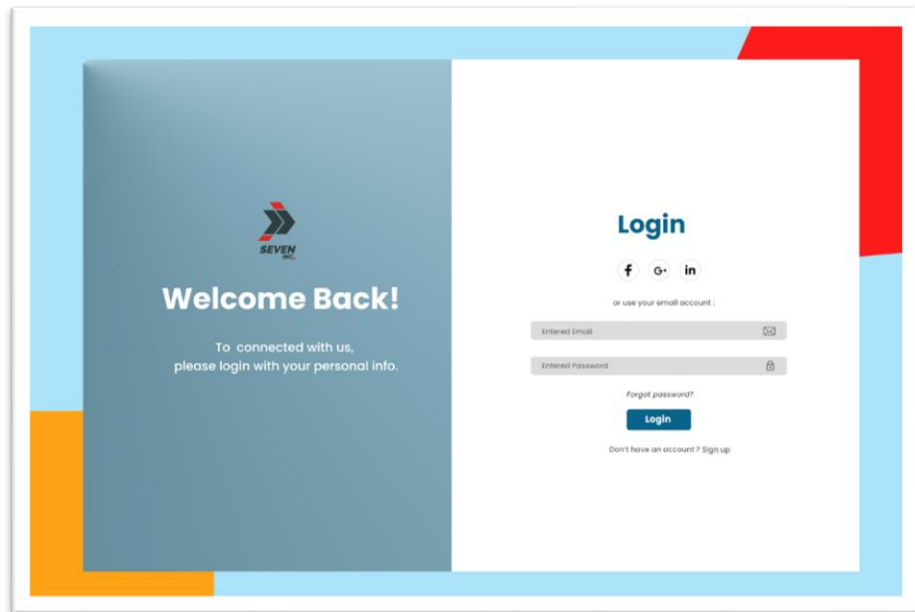 SEVEN
INC.
Welcome Back!
To connected with us,
please login with your personal info.
Login
f G+ in
or use your email account :
Entered Email
Entered Password
Forgot password?
Login
Don't have an account ? Sign up